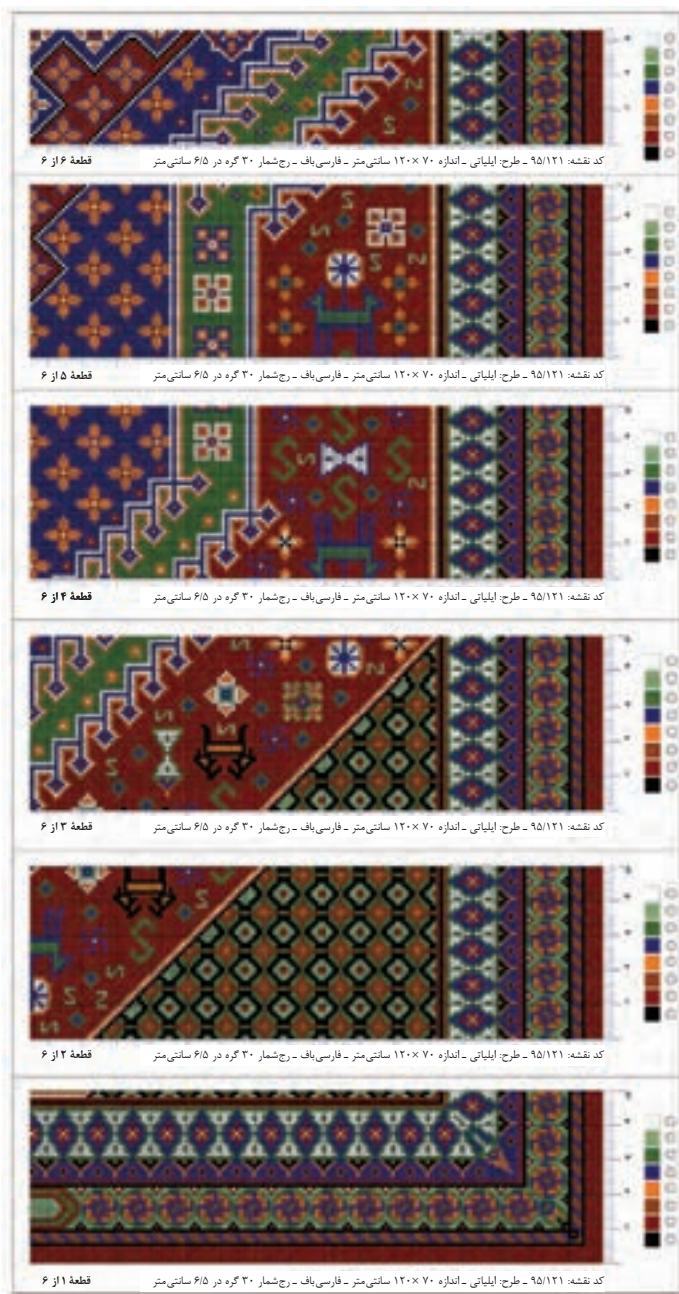 کد نقشه: ۹۵/۱۲۱ ـ طرح: ایلیاتی ـ اندازه ۷۰ ×۱۲۰ سانتی‌متر ـ فارسی‌باف ـ رج‌شمار ۳۰ گره در ۶/۵ سانتی‌متر قطعهٔ ۶ از ۶
کد نقشه: ۹۵/۱۲۱ ـ طرح: ایلیاتی ـ اندازه ۷۰ ×۱۲۰ سانتی‌متر ـ فارسی‌باف ـ رج‌شمار ۳۰ گره در ۶/۵ سانتی‌متر قطعهٔ ۵ از ۶
کد نقشه: ۹۵/۱۲۱ ـ طرح: ایلیاتی ـ اندازه ۷۰ ×۱۲۰ سانتی‌متر ـ فارسی‌باف ـ رج‌شمار ۳۰ گره در ۶/۵ سانتی‌متر قطعهٔ ۴ از ۶
کد نقشه: ۹۵/۱۲۱ ـ طرح: ایلیاتی ـ اندازه ۷۰ ×۱۲۰ سانتی‌متر ـ فارسی‌باف ـ رج‌شمار ۳۰ گره در ۶/۵ سانتی‌متر قطعهٔ ۳ از ۶
کد نقشه: ۹۵/۱۲۱ ـ طرح: ایلیاتی ـ اندازه ۷۰ ×۱۲۰ سانتی‌متر ـ فارسی‌باف ـ رج‌شمار ۳۰ گره در ۶/۵ سانتی‌متر قطعهٔ ۲ از ۶
کد نقشه: ۹۵/۱۲۱ ـ طرح: ایلیاتی ـ اندازه ۷۰ ×۱۲۰ سانتی‌متر ـ فارسی‌باف ـ رج‌شمار ۳۰ گره در ۶/۵ سانتی‌متر قطعهٔ ۱ از ۶